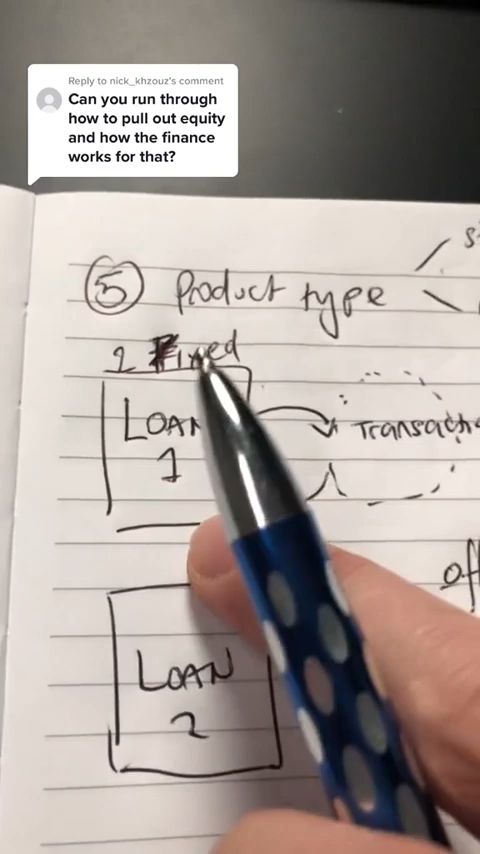 Reply to nick_khzouz's comment
Can you run through
how to pull out equity
and how the finance
works for that?
5 Product type
Fixed
LOAN
1
LOAN
2